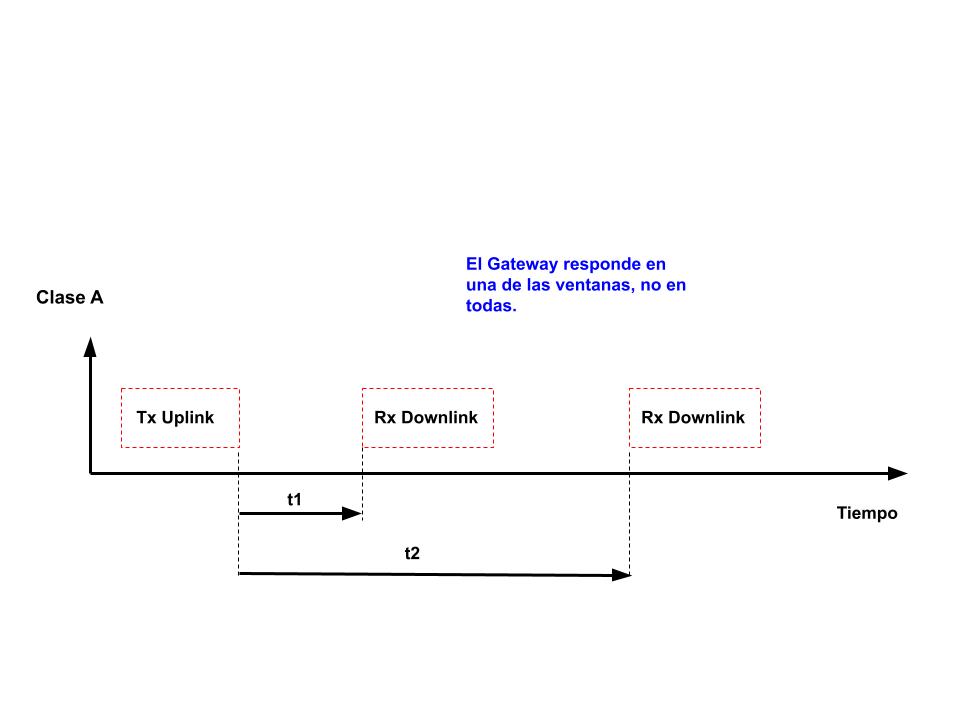 El Gateway responde en
una de las ventanas, no en
todas.
Clase A
Tx Uplink
Rx Downlink
Rx Downlink
t1
Tiempo
t2